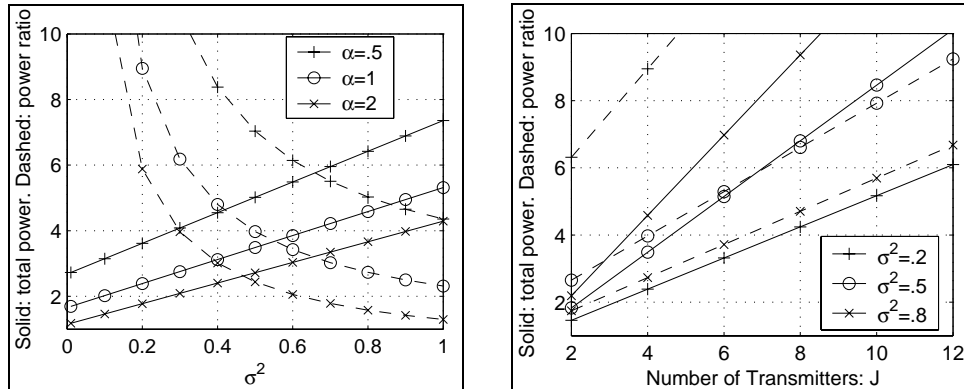 Solid: total power. Dashed: power ratio
10
8
6
4
2
0
0.2
0.4
0.6
0.8
1
σ²
α=.5
α=1
α=2
Solid: total power. Dashed: power ratio
10
8
6
4
2
2
4
6
8
10
12
Number of Transmitters: J
σ²=.2
σ²=.5
σ²=.8